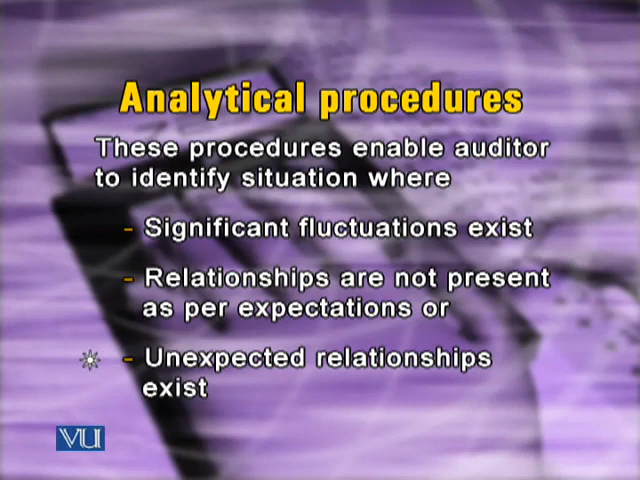 Analytical procedures
These procedures enable auditor
to identify situation where
- Significant fluctuations exist
- Relationships are not present
as per expectations or
- Unexpected relationships
exist
VU